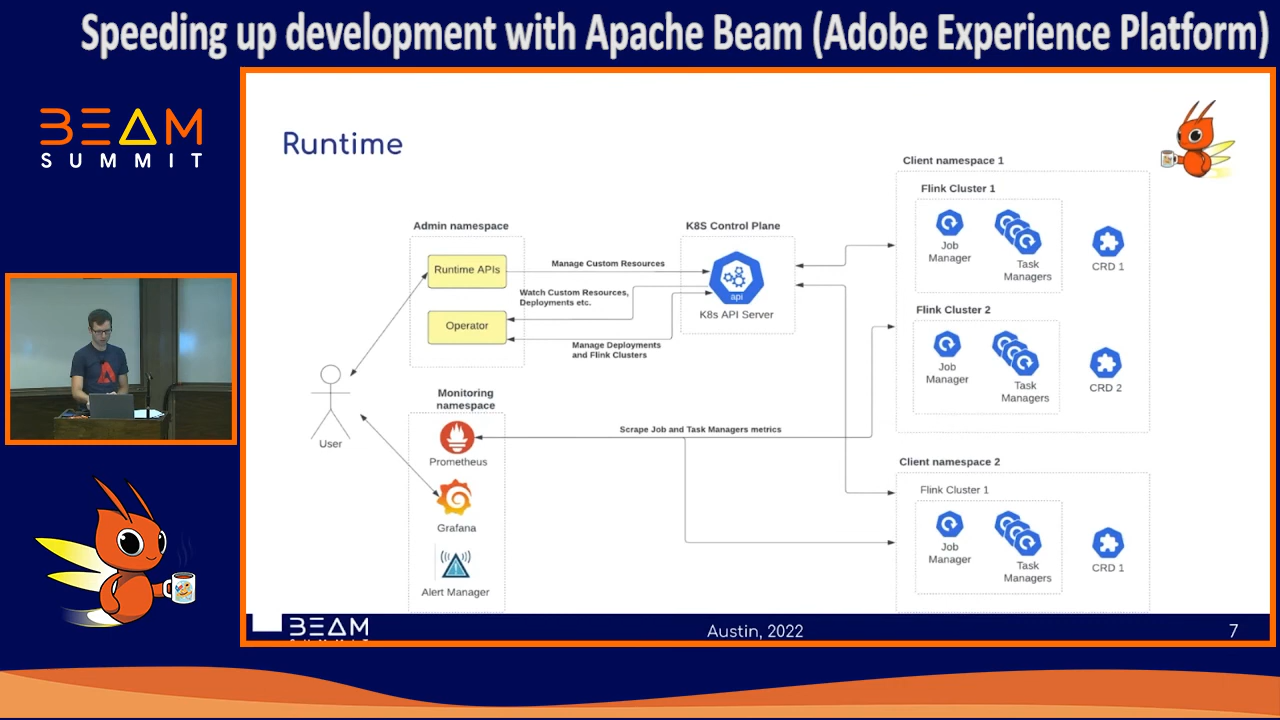 Speeding up development with Apache Beam (Adobe Experience Platform)
BEAM
SUMMIT
Runtime
Admin namespace
Runtime APIs
Operator
Manage Custom Resources
Watch Custom Resources,
Deployments etc.
Manage Deployments
and Flink Clusters
K8S Control Plane
api
K8s API Server
User
Monitoring
namespace
Prometheus
Grafana
Alert Manager
Scrape Job and Task Managers metrics
Client namespace 1
Flink Cluster 1
Job
Manager
Task
Managers
CRD 1
Flink Cluster 2
Job
Manager
Task
Managers
CRD 2
Client namespace 2
Flink Cluster 1
Job
Manager
Task
Managers
CRD 1
BEAM
Austin, 2022
7